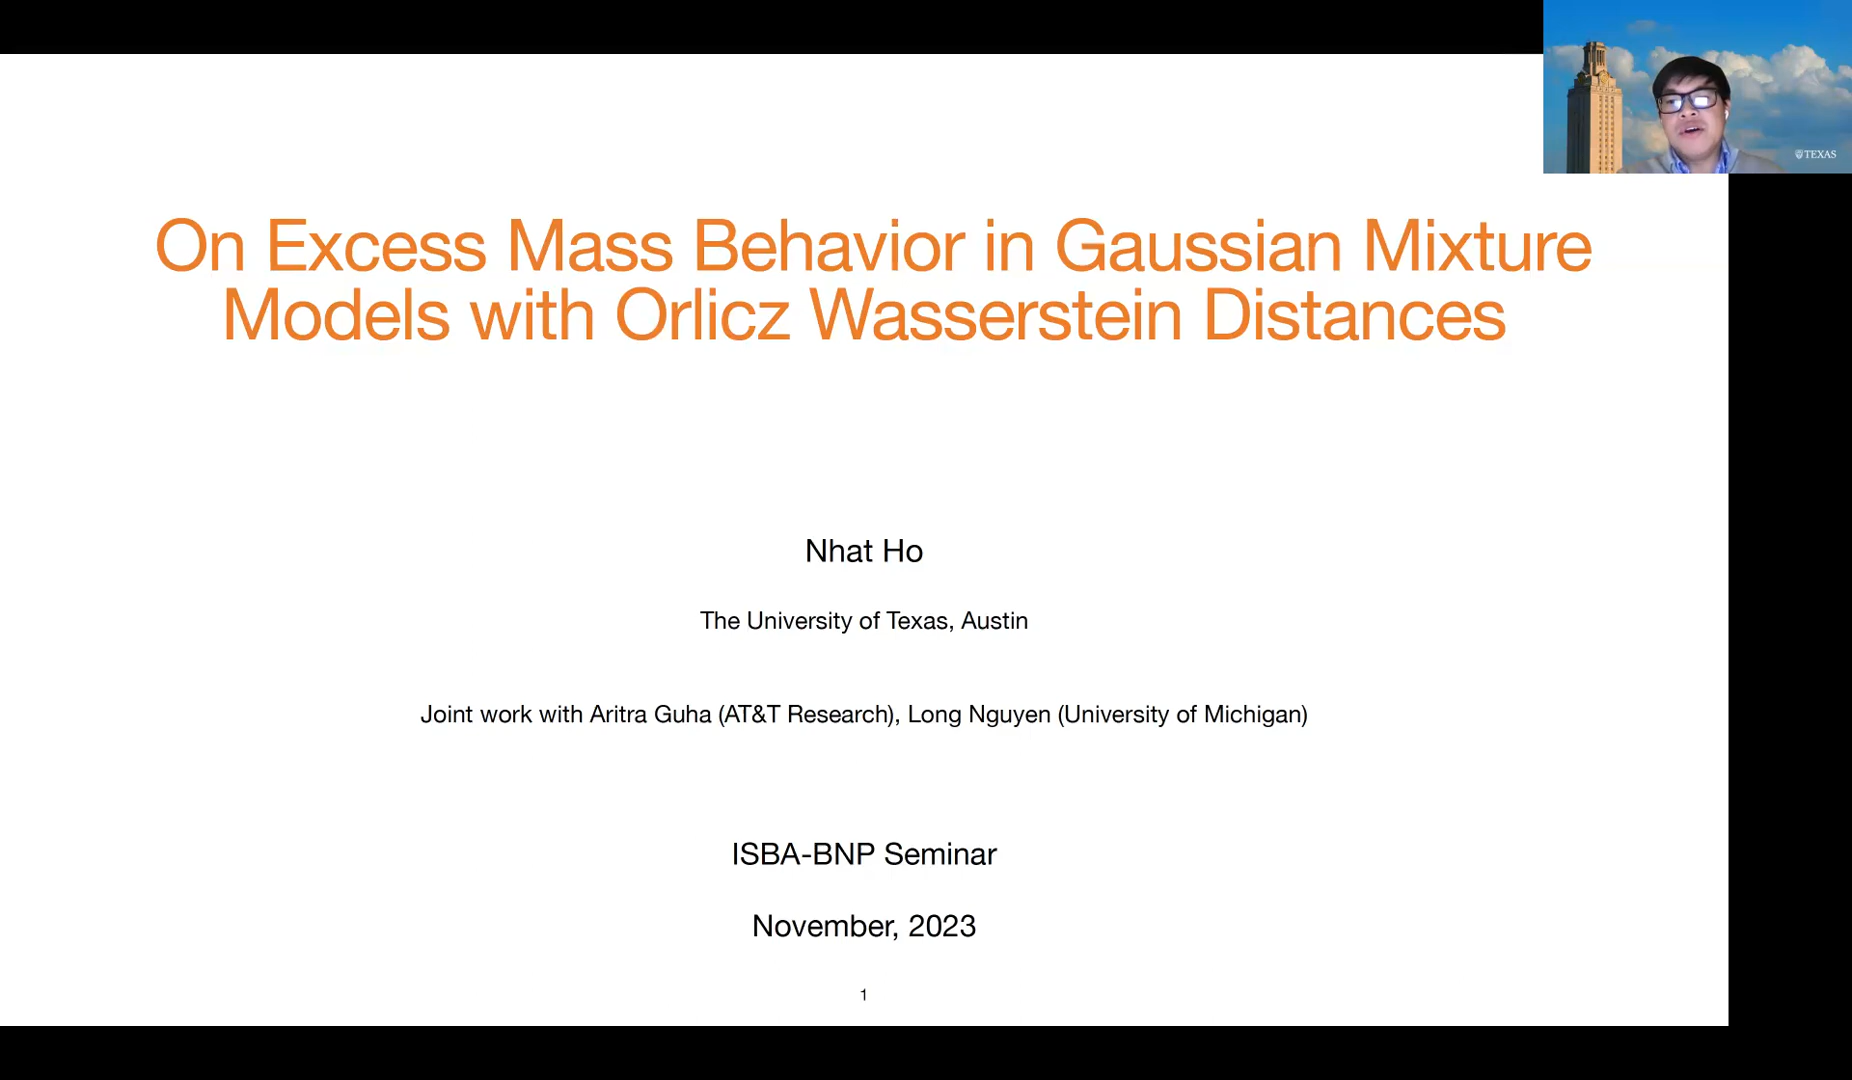 TEXAS
On Excess Mass Behavior in Gaussian Mixture
Models with Orlicz Wasserstein Distances
Nhat Ho
The University of Texas, Austin
Joint work with Aritra Guha (AT&T Research), Long Nguyen (University of Michigan)
ISBA-BNP Seminar
November, 2023
1